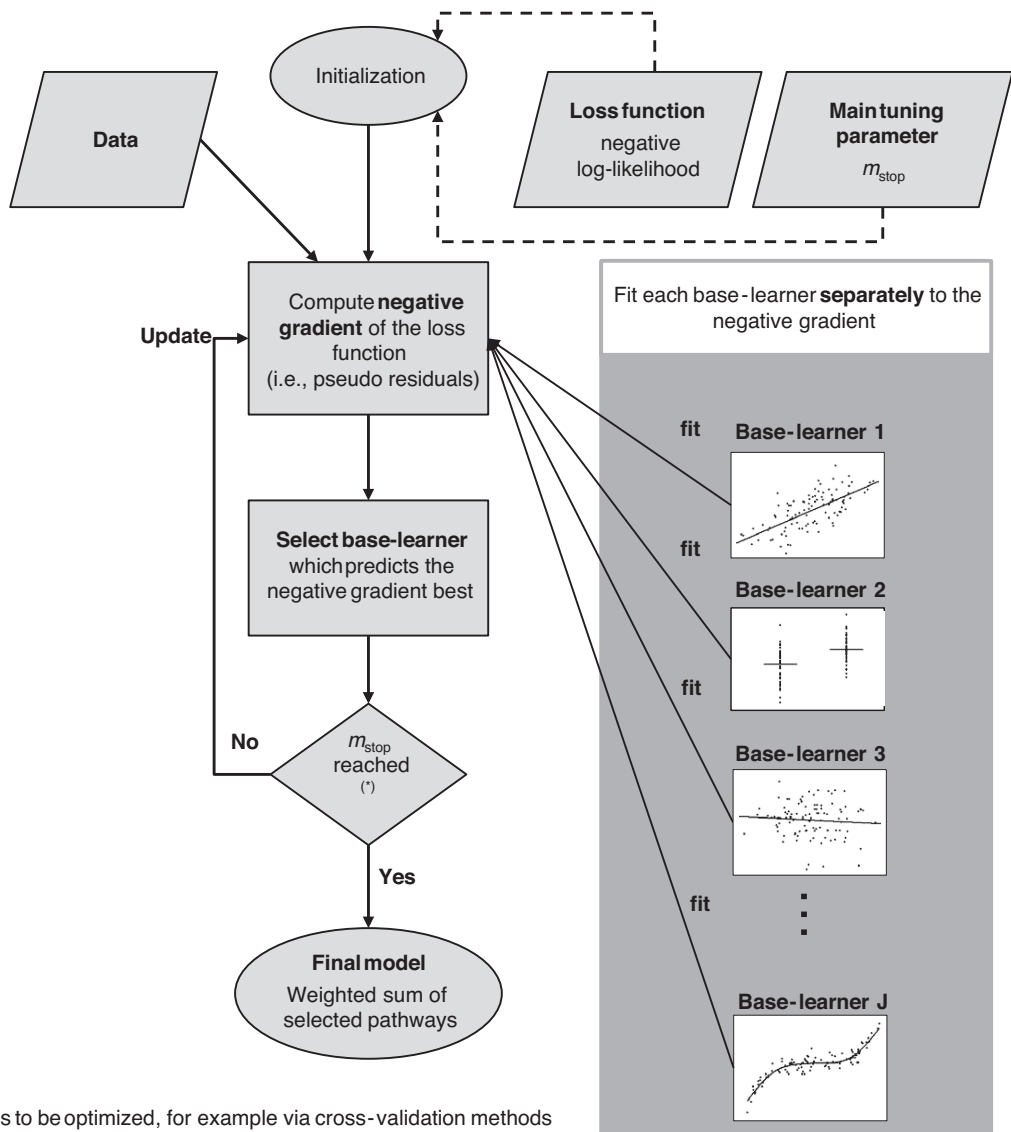 Initialization
Data
Loss function
negative
log-likelihood
Main tuning
parameter
m_stop
Compute negative
gradient of the loss
function
(i.e., pseudo residuals)
Update
Fit each base-learner separately to the
negative gradient
fit
Base-learner 1
fit
Base-learner 2
fit
Base-learner 3
fit
Base-learner J
Select base-learner
which predicts the
negative gradient best
No
m_stop
reached
(*)
Yes
Final model
Weighted sum of
selected pathways
s to be optimized, for example via cross-validation methods